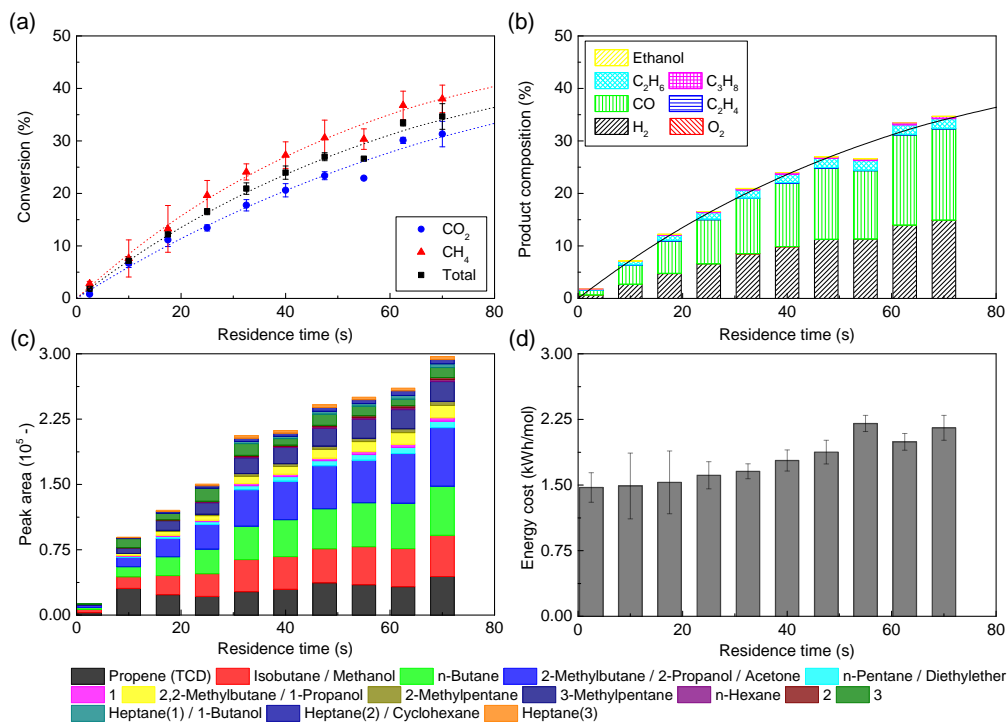 (a)
50
40
30
20
10
0
Conversion (%)
CO2
CH4
Total
0 20 40 60 80
Residence time (s)
(b)
50
40
30
20
10
0
Product composition (%)
Ethanol
C2H6 C3H8
CO C2H4
H2 O2
0 20 40 60 80
Residence time (s)
(c)
3.00
2.25
1.50
0.75
0.00
Peak area (10^5 -)
0 20 40 60 80
Residence time (s)
(d)
3.00
2.25
1.50
0.75
0.00
Energy cost (kWh/mol)
0 20 40 60 80
Residence time (s)
Propene (TCD) Isobutane / Methanol n-Butane 2-Methylbutane / 2-Propanol / Acetone n-Pentane / Diethylether
1 2,2-Methylbutane / 1-Propanol 2-Methylpentane 3-Methylpentane n-Hexane 2 3
Heptane(1) / 1-Butanol Heptane(2) / Cyclohexane Heptane(3)